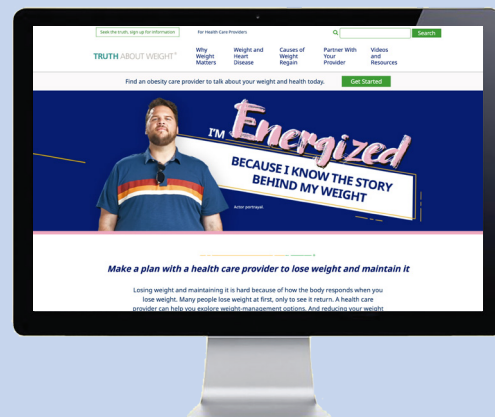 Seek the truth, sign up for information
For Health Care Providers
Search
TRUTH ABOUT WEIGHT™
Why
Weight
Matters
Weight and
Heart
Disease
Causes of
Weight
Regain
Partner With
Your
Provider
Videos
and
Resources
Find an obesity care provider to talk about your weight and health today.
Get Started
I'M Energized
BECAUSE I KNOW THE STORY
BEHIND MY WEIGHT
Actor portrayal.
Make a plan with a health care provider to lose weight and maintain it
Losing weight and maintaining it is hard because of how the body responds when you
lose weight. Many people lose weight at first, only to see it return. A health care
provider can help you explore weight-management options. And reducing your weight